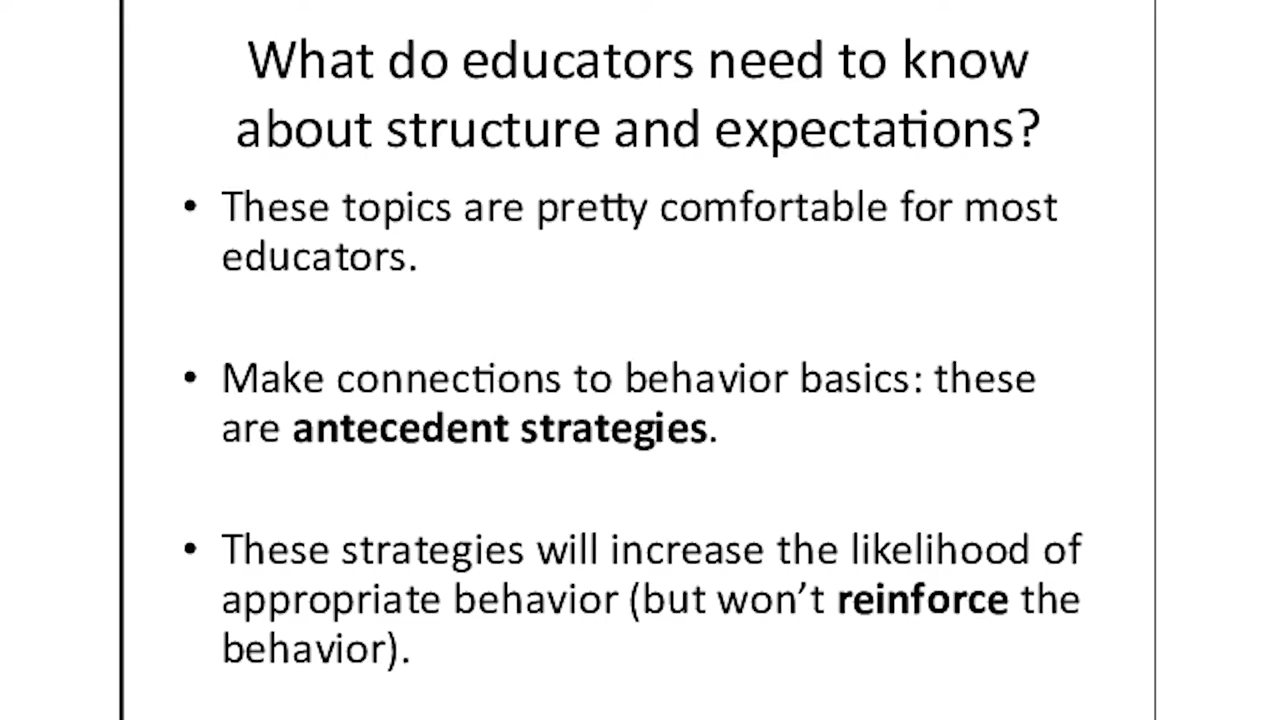 What do educators need to know
about structure and expectations?
• These topics are pretty comfortable for most
educators.
• Make connections to behavior basics: these
are antecedent strategies.
• These strategies will increase the likelihood of
appropriate behavior (but won’t reinforce the
behavior).